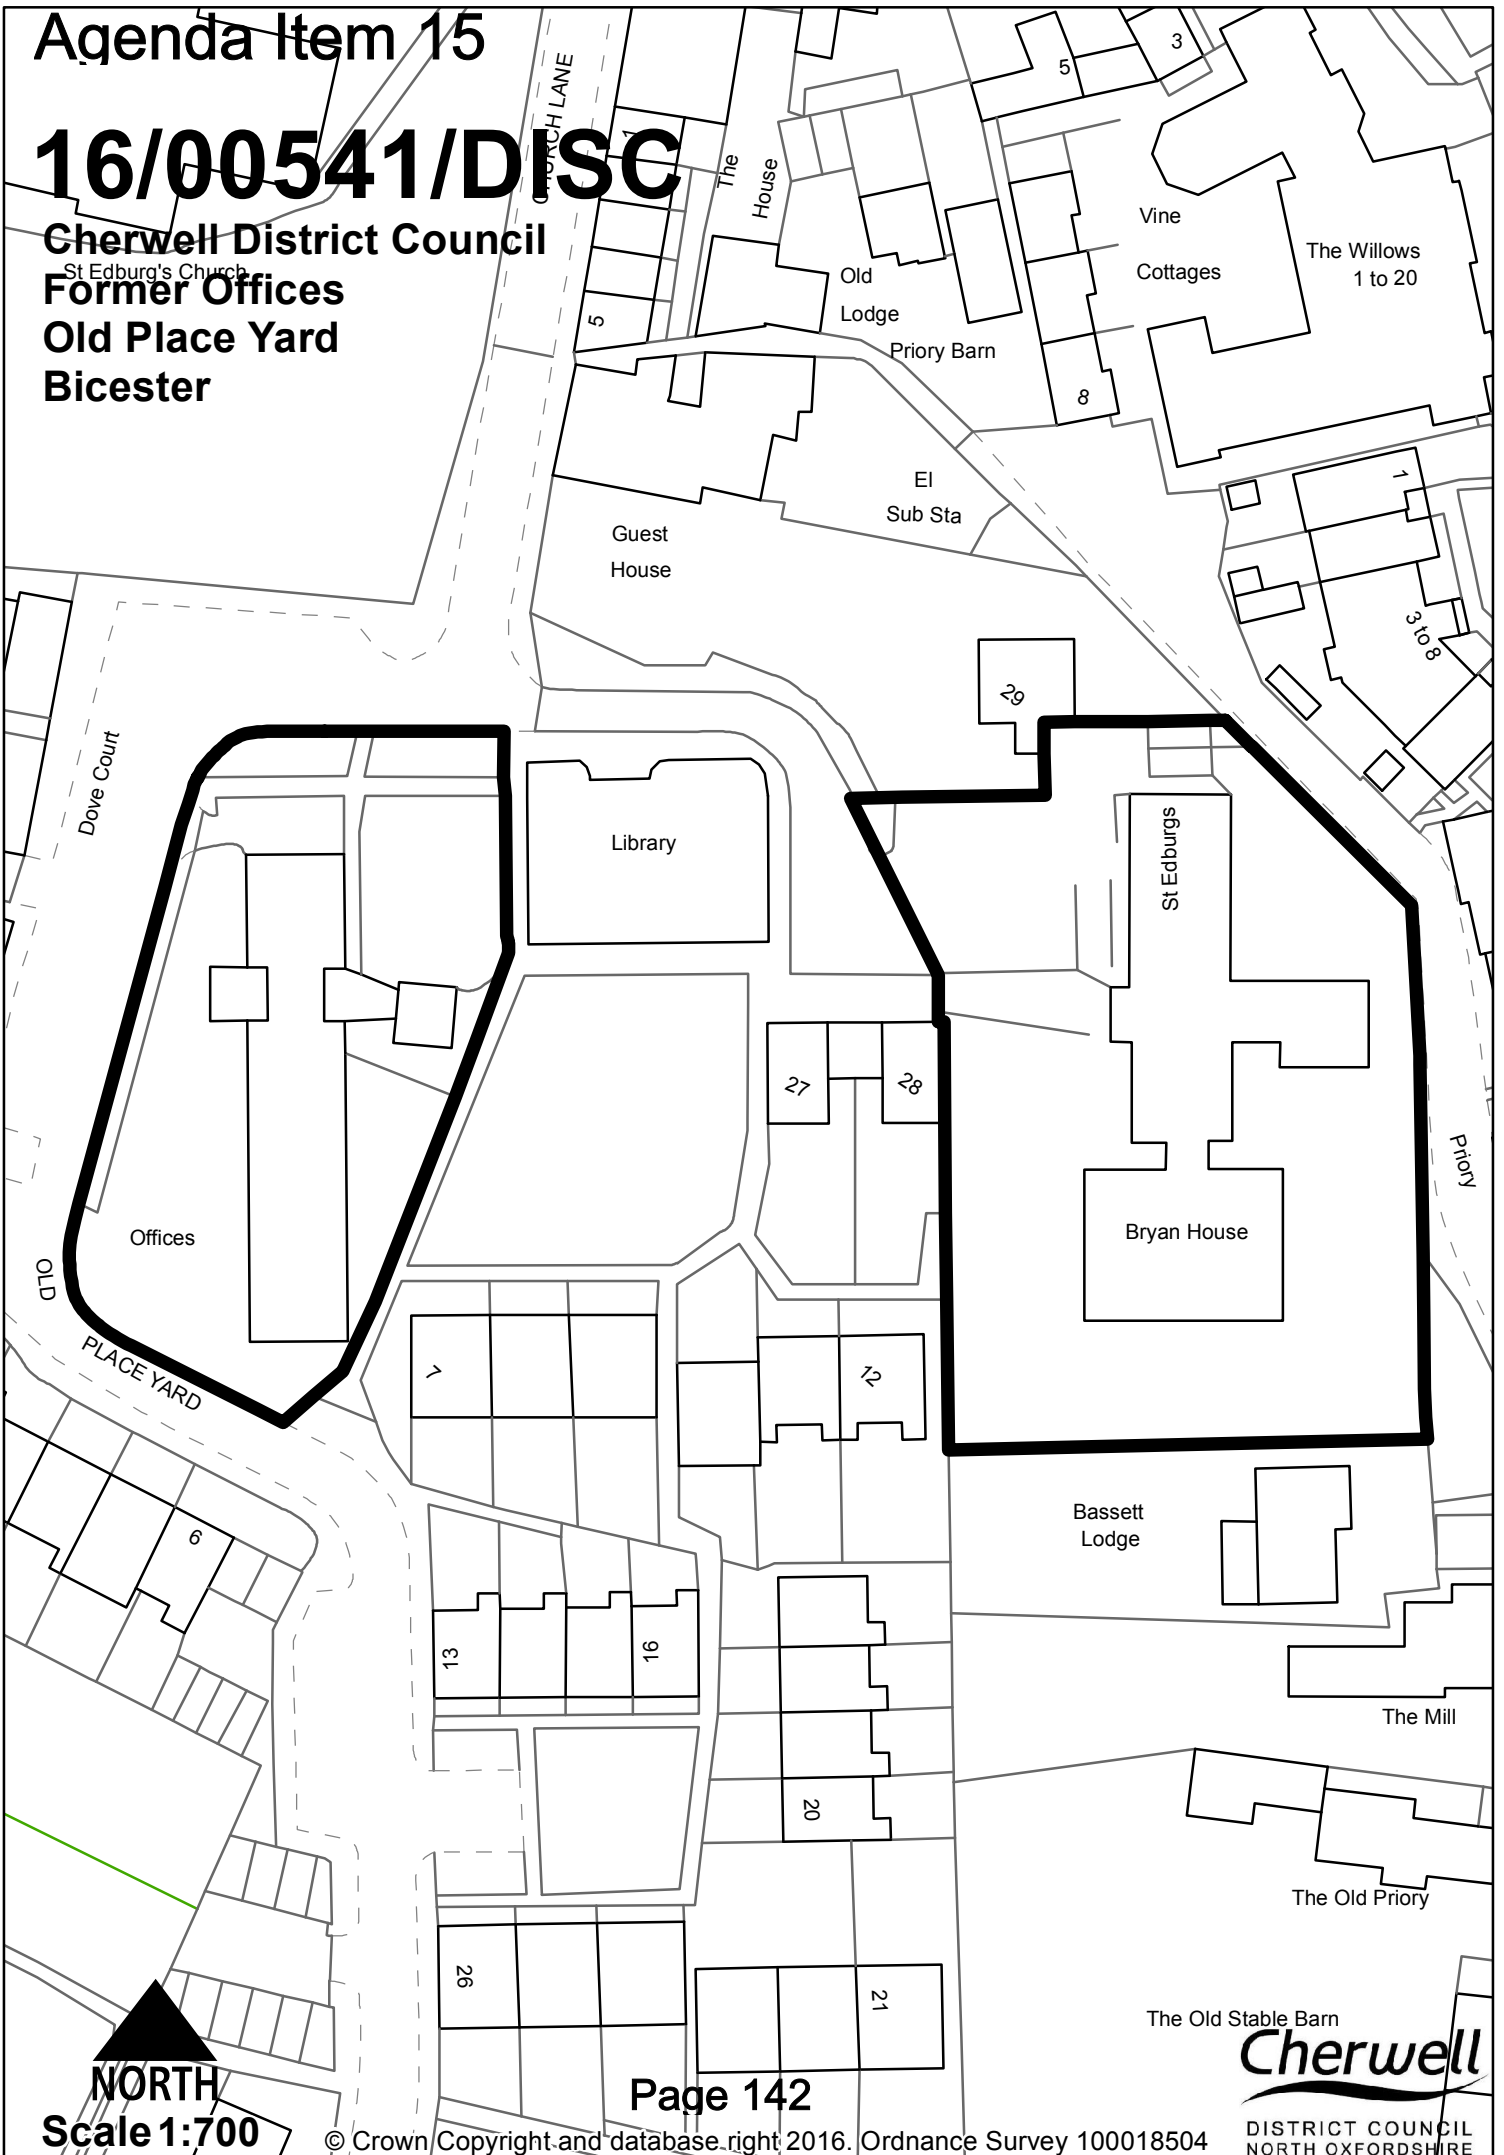 Agenda Item 15
16/00541/DISC
Cherwell District Council
Former Offices
Old Place Yard
Bicester
St Edburg's Church
CHURCH LANE
1
The
House
5
3
5
Vine
Cottages
The Willows
1 to 20
Old
Lodge
Priory Barn
8
El
Sub Sta
Guest
House
1
3 to 8
29
Dove Court
Library
St Edburgs
27
28
Priory
Offices
Bryan House
OLD
PLACE YARD
7
12
6
Bassett
Lodge
13
16
The Mill
20
The Old Priory
26
21
The Old Stable Barn
NORTH
Scale 1:700
Page 142
© Crown Copyright and database right 2016. Ordnance Survey 100018504
Cherwell
DISTRICT COUNCIL
NORTH OXFORDSHIRE